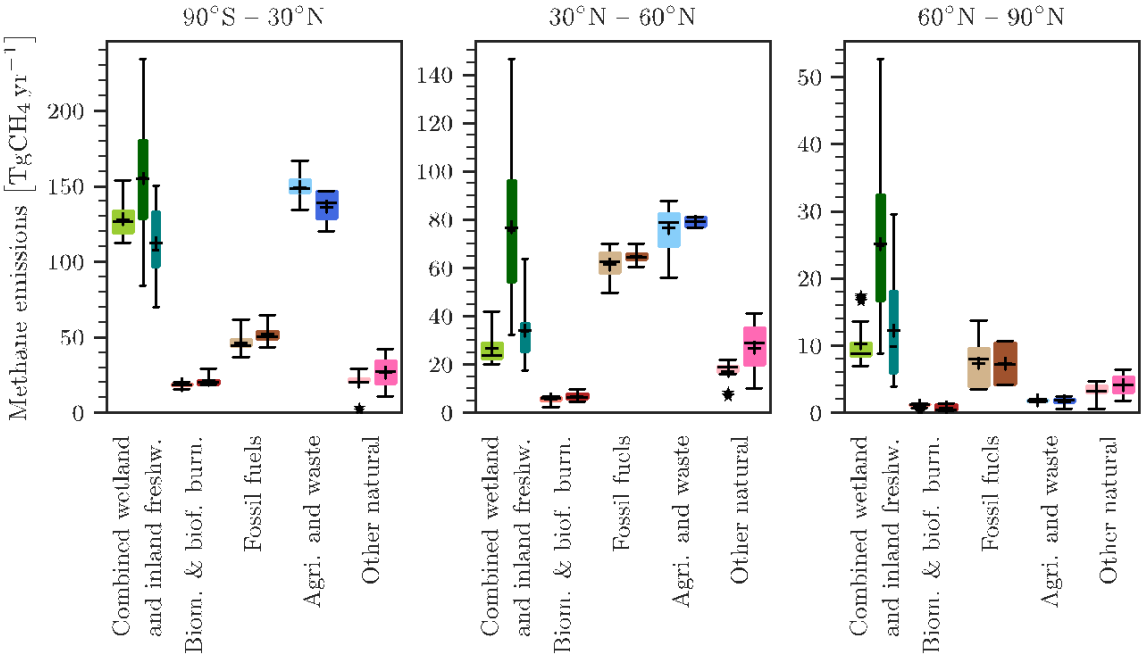 90°S – 30°N
30°N – 60°N
60°N – 90°N
Methane emissions [TgCH₄ yr⁻¹]
200
150
100
50
0
140
120
100
80
60
40
20
0
50
40
30
20
10
0
Combined wetland
and inland freshw.
Biom. & biof. burn.
Fossil fuels
Agri. and waste
Other natural
Combined wetland
and inland freshw.
Biom. & biof. burn.
Fossil fuels
Agri. and waste
Other natural
Combined wetland
and inland freshw.
Biom. & biof. burn.
Fossil fuels
Agri. and waste
Other natural